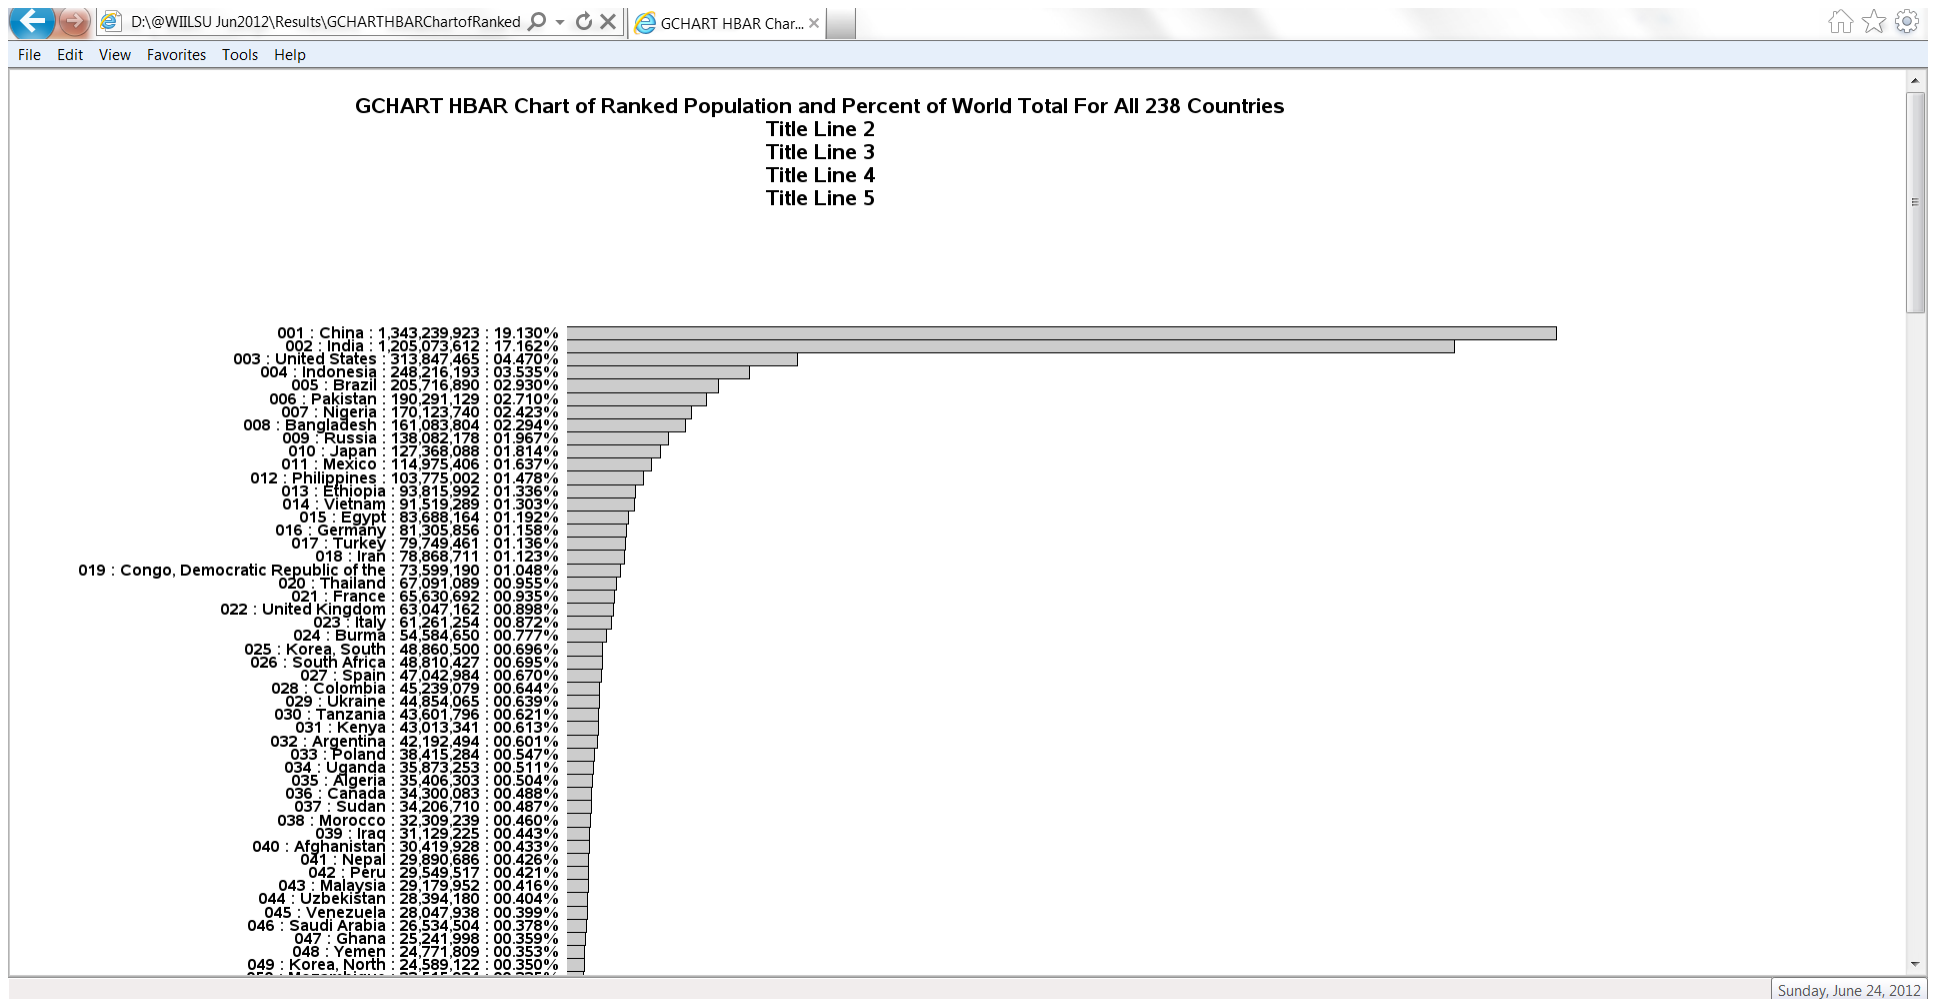 D:\@WIILSU Jun2012\Results\GCHARTHBARChartofRanked
GCHART HBAR Char...
File Edit View Favorites Tools Help
GCHART HBAR Chart of Ranked Population and Percent of World Total For All 238 Countries
Title Line 2
Title Line 3
Title Line 4
Title Line 5
001 : China : 1,343,239,923 : 19.130%
002 : India : 1,205,073,612 : 17.162%
003 : United States : 313,847,465 : 04.470%
004 : Indonesia : 248,216,193 : 03.535%
005 : Brazil : 205,716,890 : 02.930%
006 : Pakistan : 190,291,129 : 02.710%
007 : Nigeria : 170,123,740 : 02.423%
008 : Bangladesh : 161,083,804 : 02.294%
009 : Russia : 138,082,178 : 01.967%
010 : Japan : 127,368,088 : 01.814%
011 : Mexico : 114,975,406 : 01.637%
012 : Philippines : 103,775,002 : 01.478%
013 : Ethiopia : 93,815,992 : 01.336%
014 : Vietnam : 91,519,289 : 01.303%
015 : Egypt : 83,688,164 : 01.192%
016 : Germany : 81,305,856 : 01.158%
017 : Turkey : 79,749,461 : 01.136%
018 : Iran : 78,868,711 : 01.123%
019 : Congo, Democratic Republic of the : 73,599,190 : 01.048%
020 : Thailand : 67,091,089 : 00.955%
021 : France : 65,630,692 : 00.935%
022 : United Kingdom : 63,047,162 : 00.898%
023 : Italy : 61,261,254 : 00.872%
024 : Burma : 54,584,650 : 00.777%
025 : Korea, South : 48,860,500 : 00.696%
026 : South Africa : 48,810,427 : 00.695%
027 : Spain : 47,042,984 : 00.670%
028 : Colombia : 45,239,079 : 00.644%
029 : Ukraine : 44,854,065 : 00.639%
030 : Tanzania : 43,601,796 : 00.621%
031 : Kenya : 43,013,341 : 00.613%
032 : Argentina : 42,192,494 : 00.601%
033 : Poland : 38,415,284 : 00.547%
034 : Uganda : 35,873,253 : 00.511%
035 : Algeria : 35,406,303 : 00.504%
036 : Canada : 34,300,083 : 00.488%
037 : Sudan : 34,206,710 : 00.487%
038 : Morocco : 32,309,239 : 00.460%
039 : Iraq : 31,129,225 : 00.443%
040 : Afghanistan : 30,419,928 : 00.433%
041 : Nepal : 29,890,686 : 00.426%
042 : Peru : 29,549,517 : 00.421%
043 : Malaysia : 29,179,952 : 00.416%
044 : Uzbekistan : 28,394,180 : 00.404%
045 : Venezuela : 28,047,938 : 00.399%
046 : Saudi Arabia : 26,534,504 : 00.378%
047 : Ghana : 25,241,998 : 00.359%
048 : Yemen : 24,771,809 : 00.353%
049 : Korea, North : 24,589,122 : 00.350%
Sunday, June 24, 2012